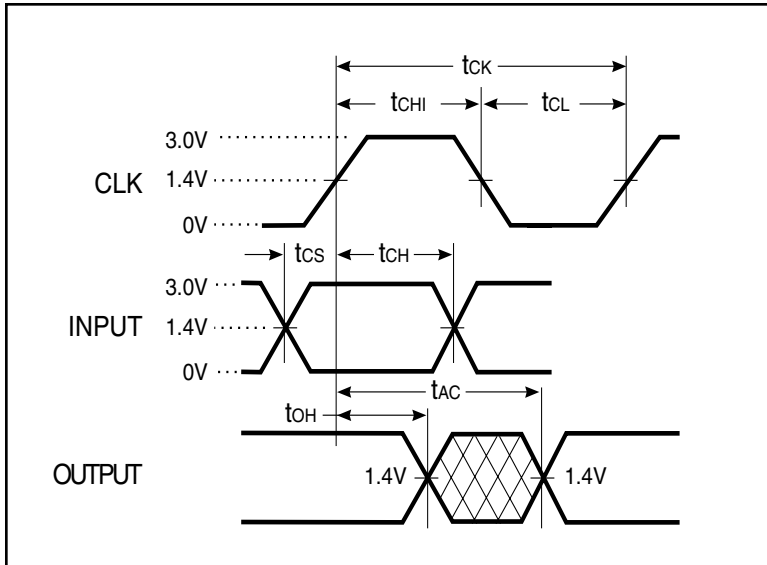 tCK
tCHI
tCL
3.0V
CLK
1.4V
0V
tCS
tCH
3.0V
INPUT
1.4V
0V
tAC
tOH
OUTPUT
1.4V
1.4V